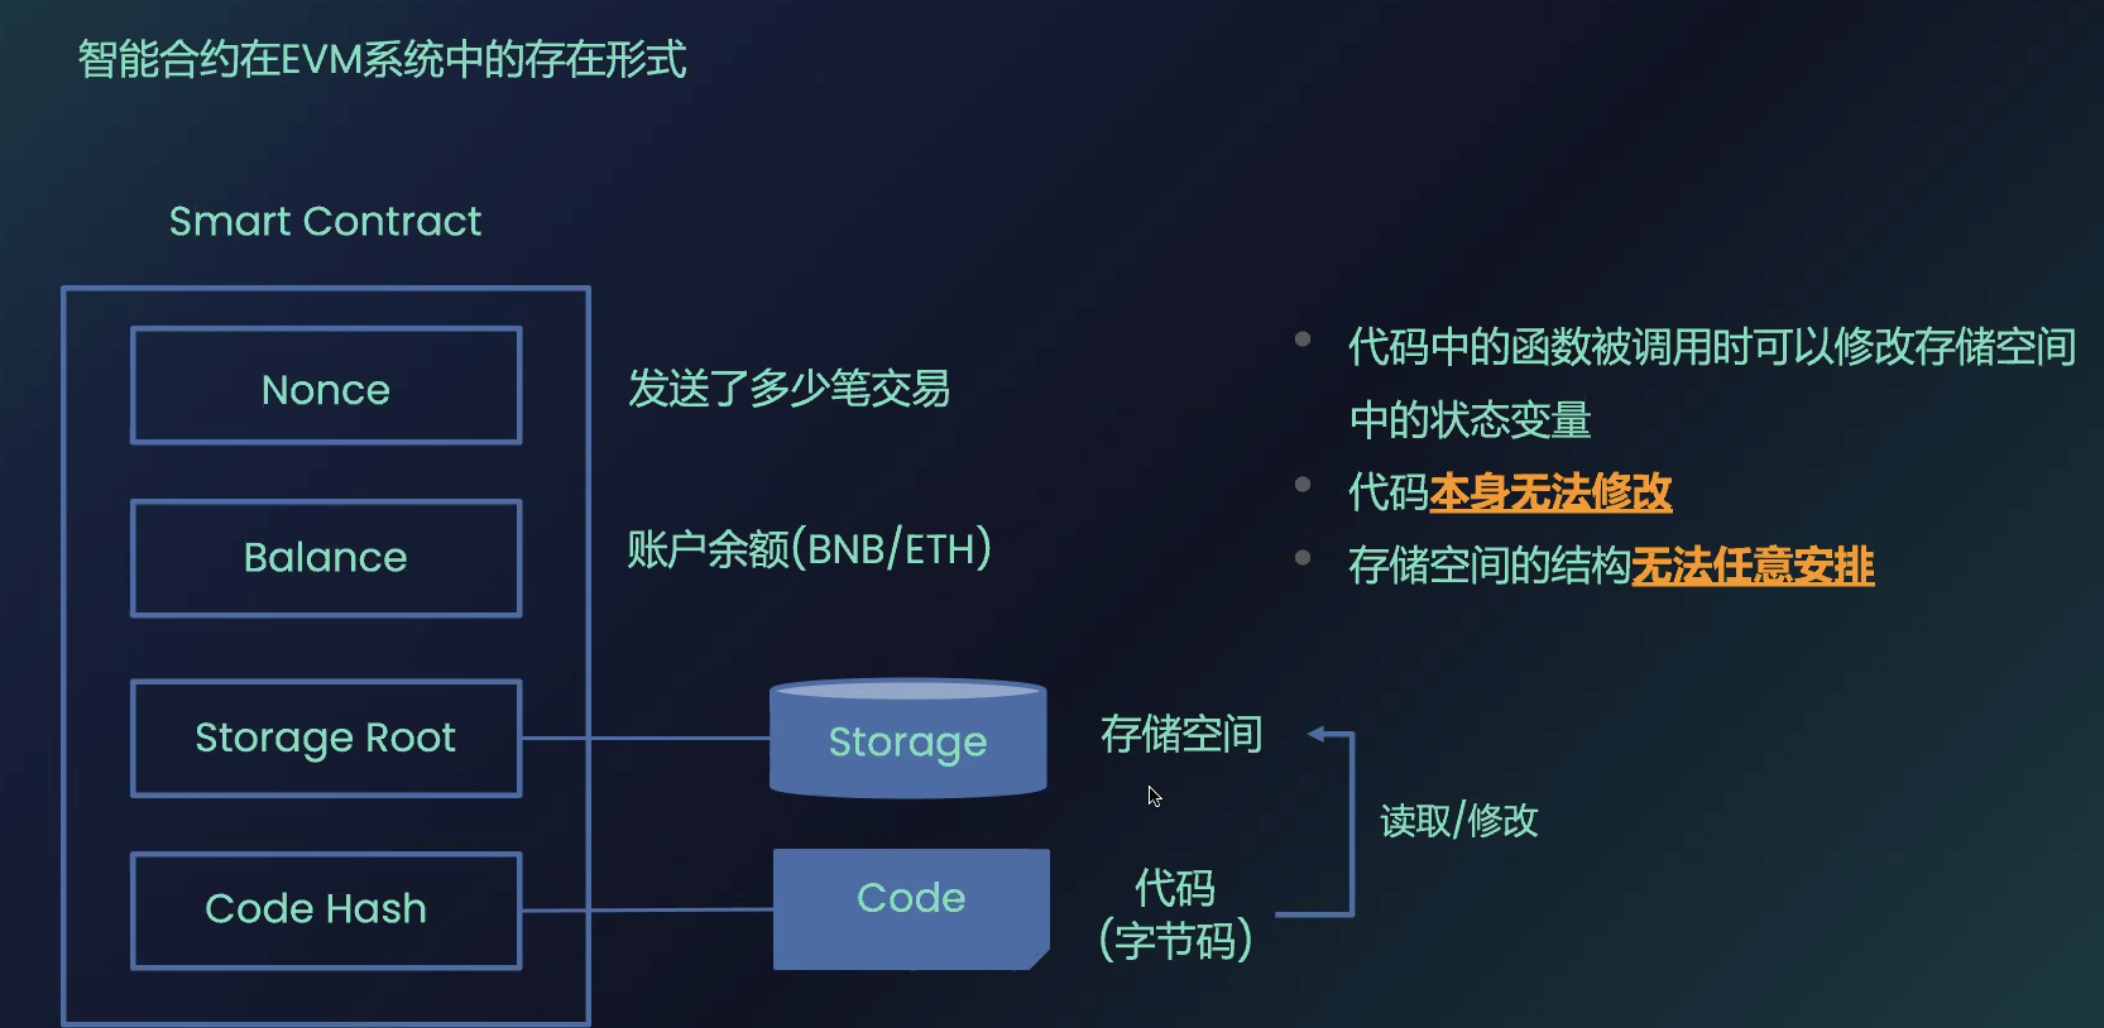 智能合约在EVM系统中的存在形式
Smart Contract
Nonce
发送了多少笔交易
Balance
账户余额(BNB/ETH)
Storage Root
Storage
存储空间
Code Hash
Code
代码
(字节码)
读取/修改
代码中的函数被调用时可以修改存储空间
中的状态变量
代码本身无法修改
存储空间的结构无法任意安排